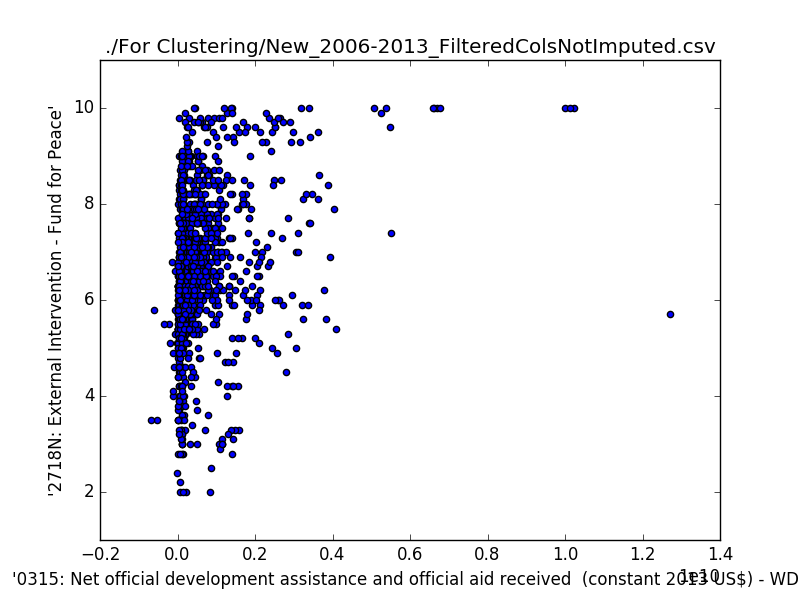 ./For Clustering/New_2006-2013_FilteredColsNotImputed.csv
'2718N: External Intervention - Fund for Peace'
10
8
6
4
2
−0.2 0.0 0.2 0.4 0.6 0.8 1.0 1.2 1.4
1e10
'0315: Net official development assistance and official aid received (constant 2013 US$) - WD